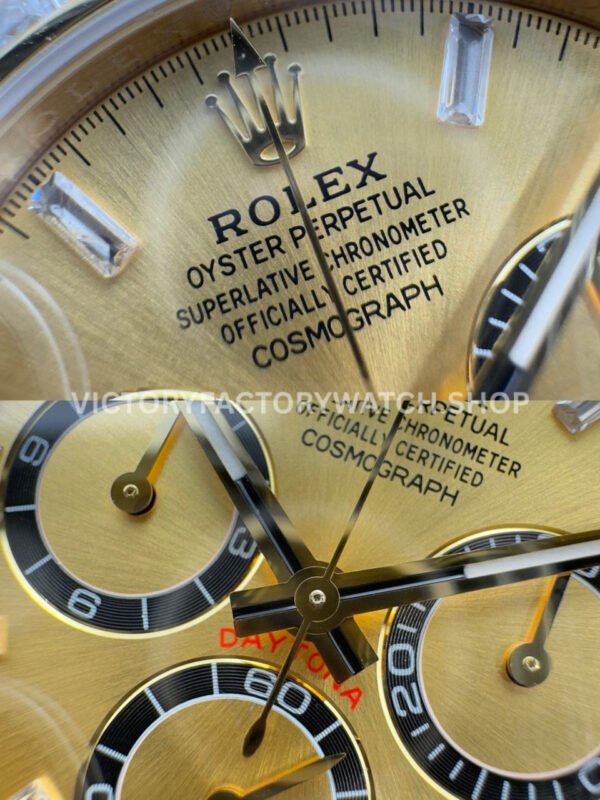 ROLEX
OYSTER PERPETUAL
SUPERLATIVE CHRONOMETER
OFFICIALLY CERTIFIED
COSMOGRAPH
VICTORYFACTORYWATCH.SHOP
PERPETUAL
CHRONOMETER
OFFICIALLY CERTIFIED
COSMOGRAPH
9
3
6
DAYTONA
60
20